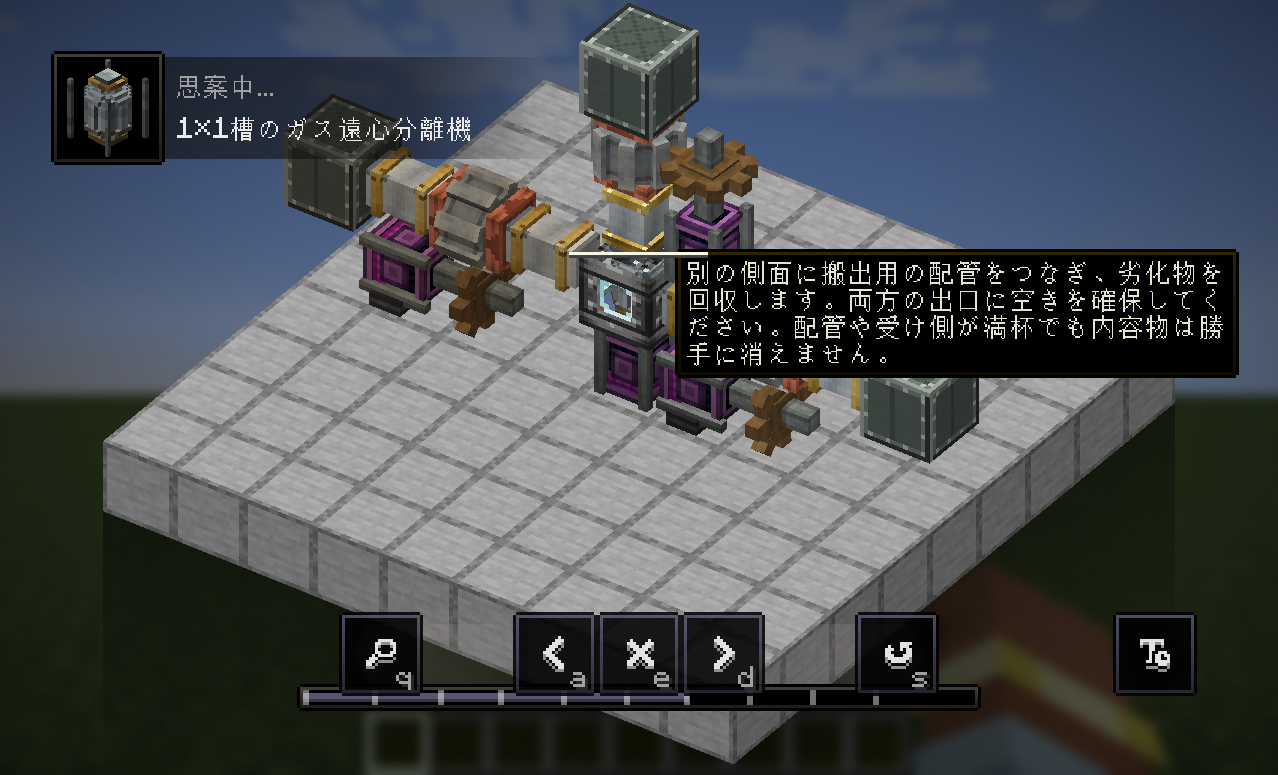 思案中...
1×1槽のガス遠心分離機
別の側面に搬出用の配管をつなぎ、劣化物を
回収します。両方の出口に空きを確保してく
ださい。配管や受け側が満杯でも内容物は勝
手に消えません。
q
a
e
d
s
T